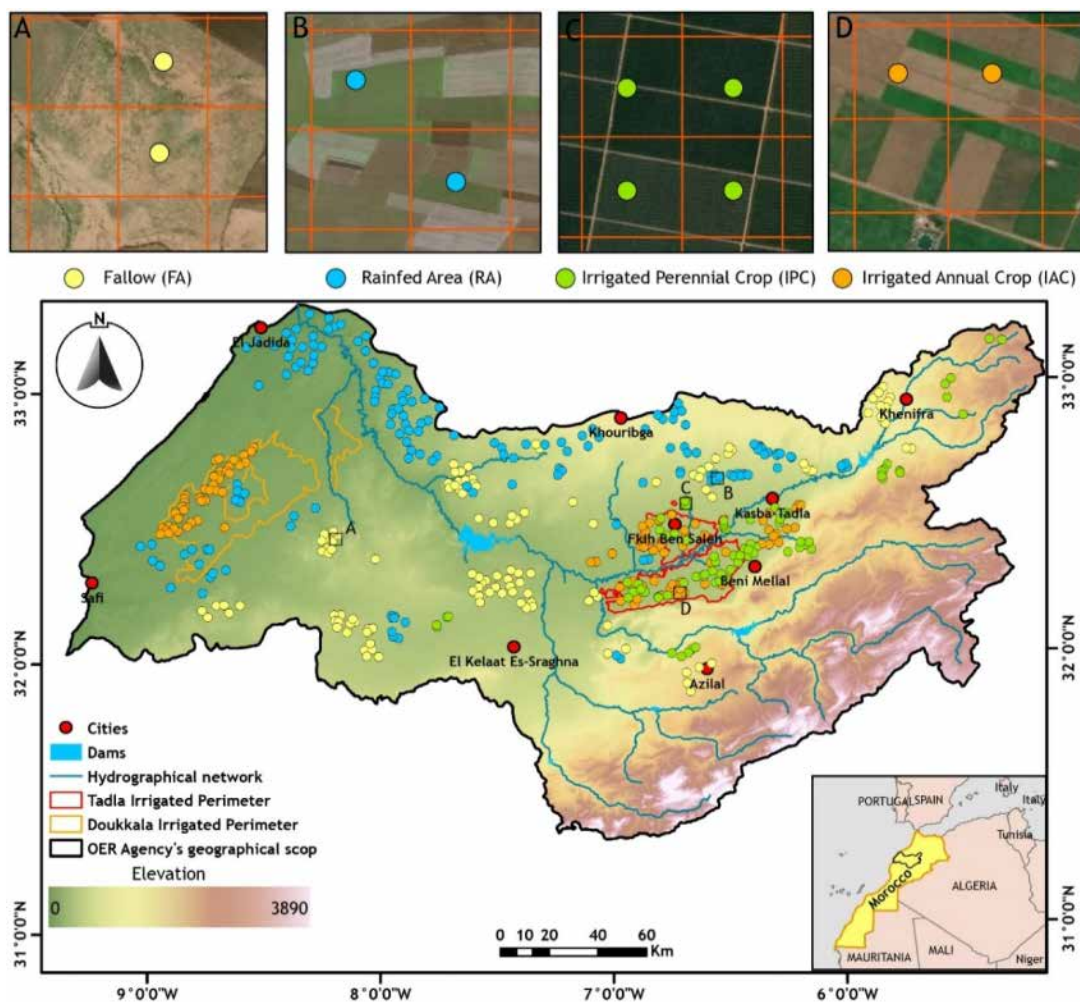 A
B
C
D
Fallow (FA)
Rainfed Area (RA)
Irrigated Perennial Crop (IPC)
Irrigated Annual Crop (IAC)
N
El Jadida
Khouribga
Khenifra
Kasba-Tadla
Fkih Ben Saleh
Beni Mellal
Safi
El Kelaat Es-Sraghna
Azilal
A
B
C
D
33°0'0"N
32°0'0"N
31°0'0"N
33°0'0"N
32°0'0"N
31°0'0"N
Cities
Dams
Hydrographical network
Tadla Irrigated Perimeter
Doukkala Irrigated Perimeter
OER Agency's geographical scop
Elevation
0
3890
0 10 20 40 60
Km
PORTUGAL
SPAIN
Italy
Italy
Tunisia
Morocco
ALGERIA
MAURITANIA
MALI
Niger
9°0'0"W
8°0'0"W
7°0'0"W
6°0'0"W